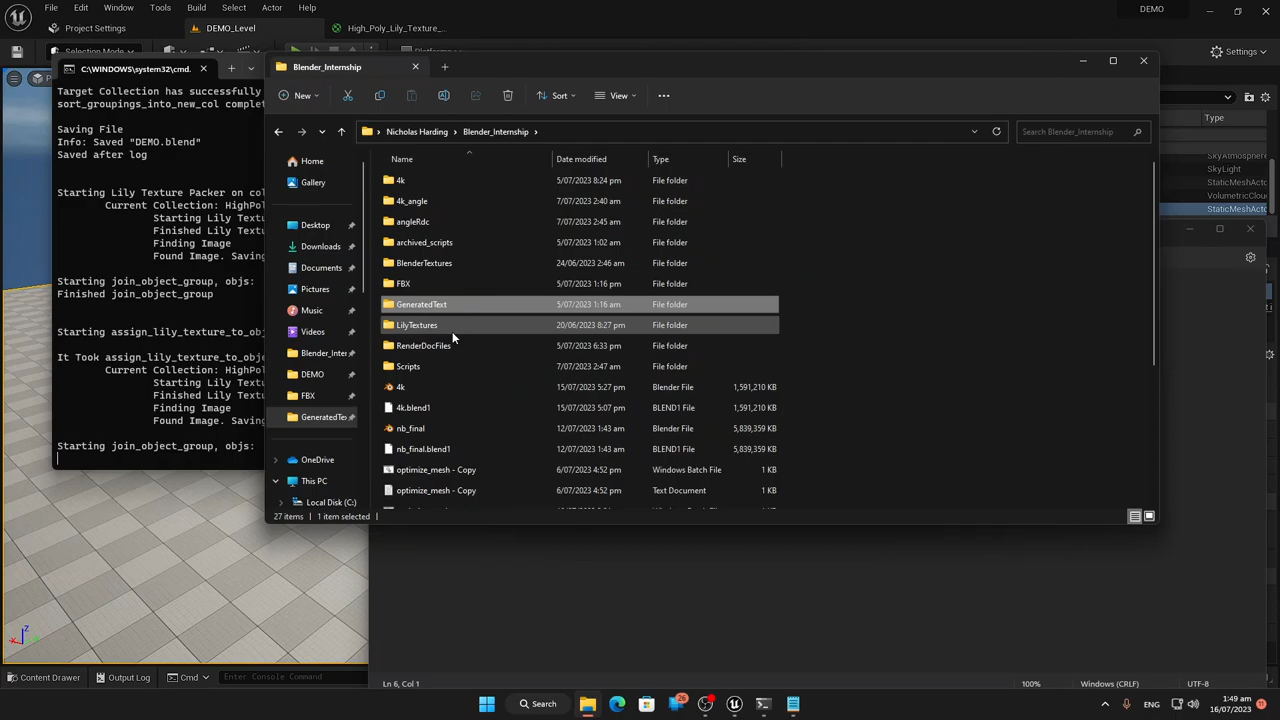 File Edit Window Tools Build Select Actor Help
DEMO
Project Settings
DEMO_Level
High_Poly_Lily_Texture_...
Selection Mode
Platforms
Settings
C:\WINDOWS\system32\cmd.
Target Collection has successfully
sort_groupings_into_new_col complet
Saving File
Info: Saved "DEMO.blend"
Saved after log
Starting Lily Texture Packer on col
Current Collection: HighPol
Starting Lily Textu
Finished Lily Textu
Finding Image
Found Image. Saving
Starting join_object_group, objs:
Finished join_object_group
Starting assign_lily_texture_to_obj
It Took assign_lily_texture_to_obje
Current Collection: HighPol
Starting Lily Textu
Finished Lily Textu
Finding Image
Found Image. Saving
Starting join_object_group, objs:
Blender_Internship
New
Sort
View
Nicholas Harding > Blender_Internship >
Search Blender_Internship
Home
Gallery
Desktop
Downloads
Documents
Pictures
Music
Videos
Blender_Inter
DEMO
FBX
GeneratedTex
OneDrive
This PC
Local Disk (C:)
Name Date modified Type Size
4k 5/07/2023 8:24 pm File folder
4k_angle 7/07/2023 2:40 am File folder
angleRdc 7/07/2023 2:45 am File folder
archived_scripts 5/07/2023 1:02 am File folder
BlenderTextures 24/06/2023 2:46 am File folder
FBX 5/07/2023 1:16 pm File folder
GeneratedText 5/07/2023 1:16 am File folder
LilyTextures 20/06/2023 8:27 pm File folder
RenderDocFiles 5/07/2023 6:33 pm File folder
Scripts 7/07/2023 2:47 am File folder
4k 15/07/2023 5:27 pm Blender File 1,591,210 KB
4k.blend1 15/07/2023 5:07 pm BLEND1 File 1,591,210 KB
nb_final 12/07/2023 1:43 am Blender File 5,839,359 KB
nb_final.blend1 12/07/2023 1:43 am BLEND1 File 5,839,359 KB
optimize_mesh - Copy 6/07/2023 4:52 pm Windows Batch File 1 KB
optimize_mesh - Copy 6/07/2023 4:52 pm Text Document 1 KB
27 items 1 item selected
Type
SkyAtmosphere
SkyLight
StaticMeshActo
VolumetricCloud
StaticMeshActo
Z
X
Ln 6, Col 1
100%
Windows (CRLF)
UTF-8
Content Drawer
Output Log
Cmd
Enter Console Command
Search
26
ENG
1:49 am
16/07/2023